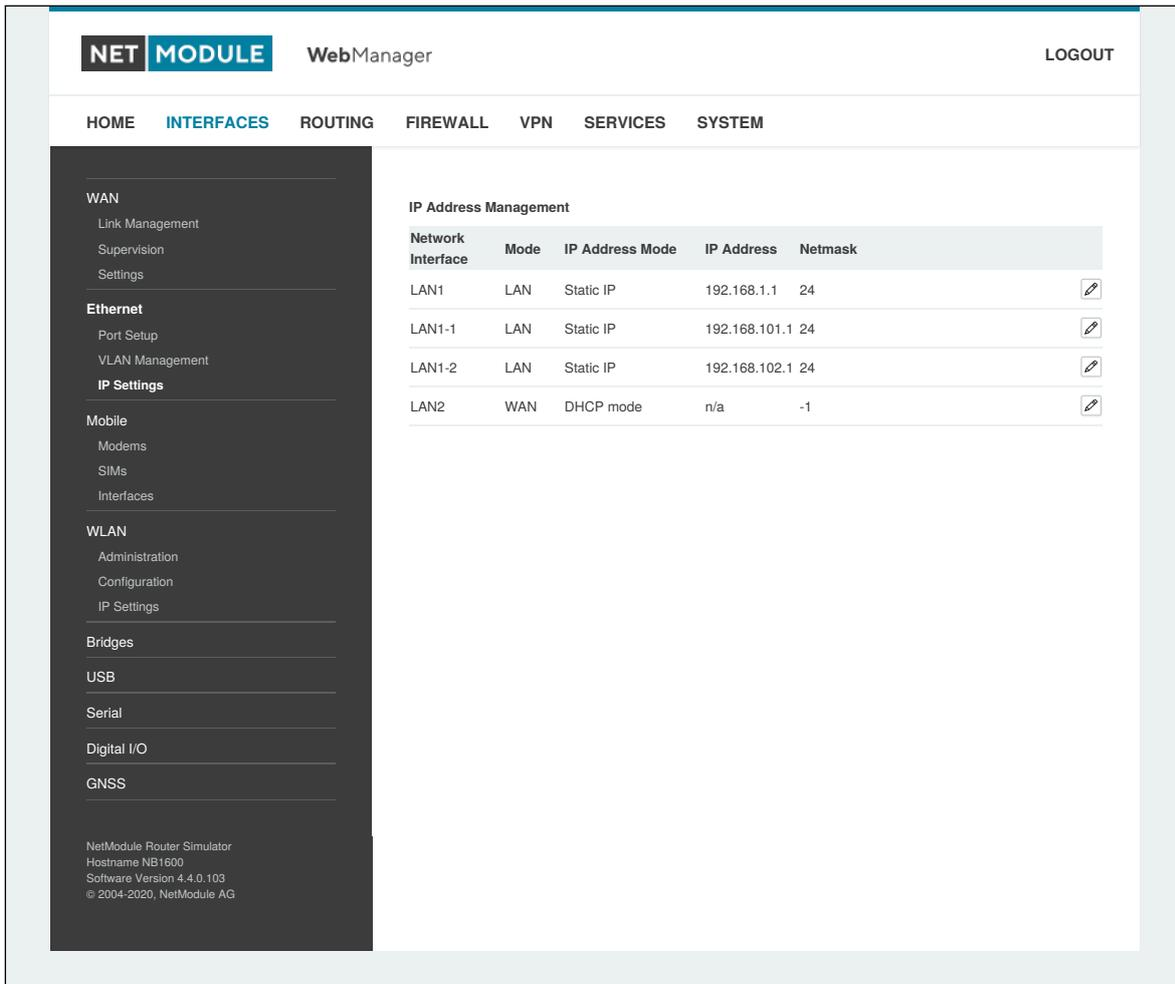 NET MODULE WebManager LOGOUT
HOME INTERFACES ROUTING FIREWALL VPN SERVICES SYSTEM
WAN
Link Management
Supervision
Settings
Ethernet
Port Setup
VLAN Management
IP Settings
Mobile
Modems
SIMs
Interfaces
WLAN
Administration
Configuration
IP Settings
Bridges
USB
Serial
Digital I/O
GNSS
NetModule Router Simulator
Hostname NB1600
Software Version 4.4.0.103
© 2004-2020, NetModule AG
IP Address Management
Network Interface Mode IP Address Mode IP Address Netmask
LAN1 LAN Static IP 192.168.1.1 24
LAN1-1 LAN Static IP 192.168.101.1 24
LAN1-2 LAN Static IP 192.168.102.1 24
LAN2 WAN DHCP mode n/a -1